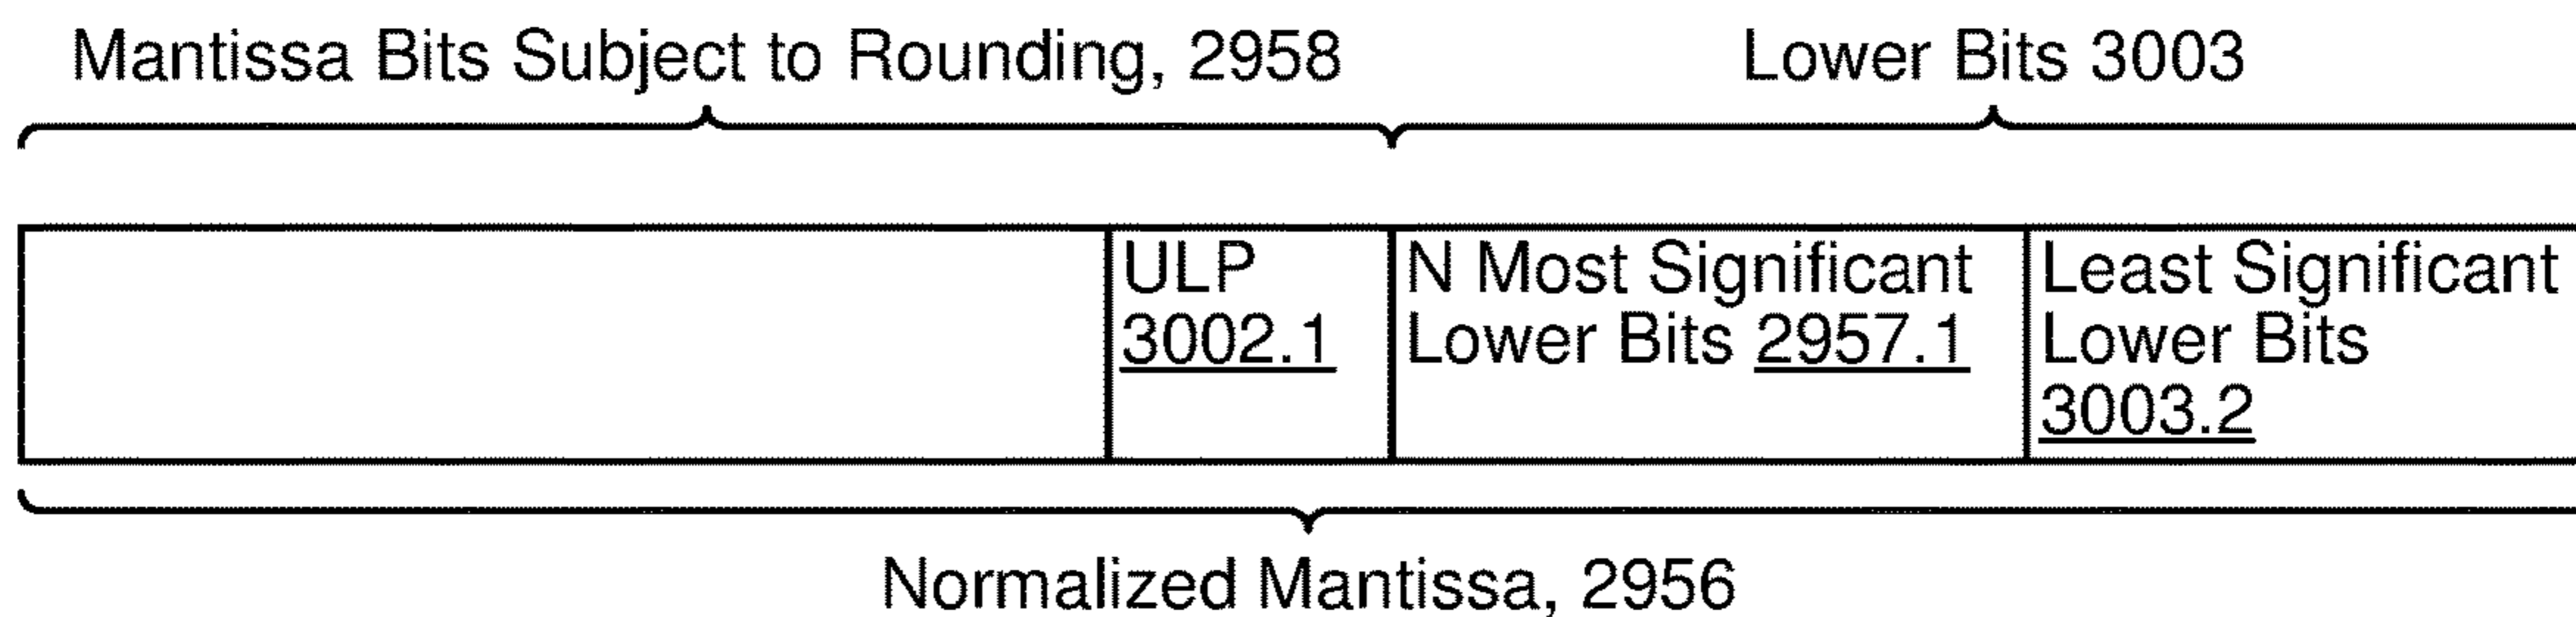 Mantissa Bits Subject to Rounding, 2958
Lower Bits 3003
ULP
3002.1
N Most Significant
Lower Bits 2957.1
Least Significant
Lower Bits
3003.2
Normalized Mantissa, 2956